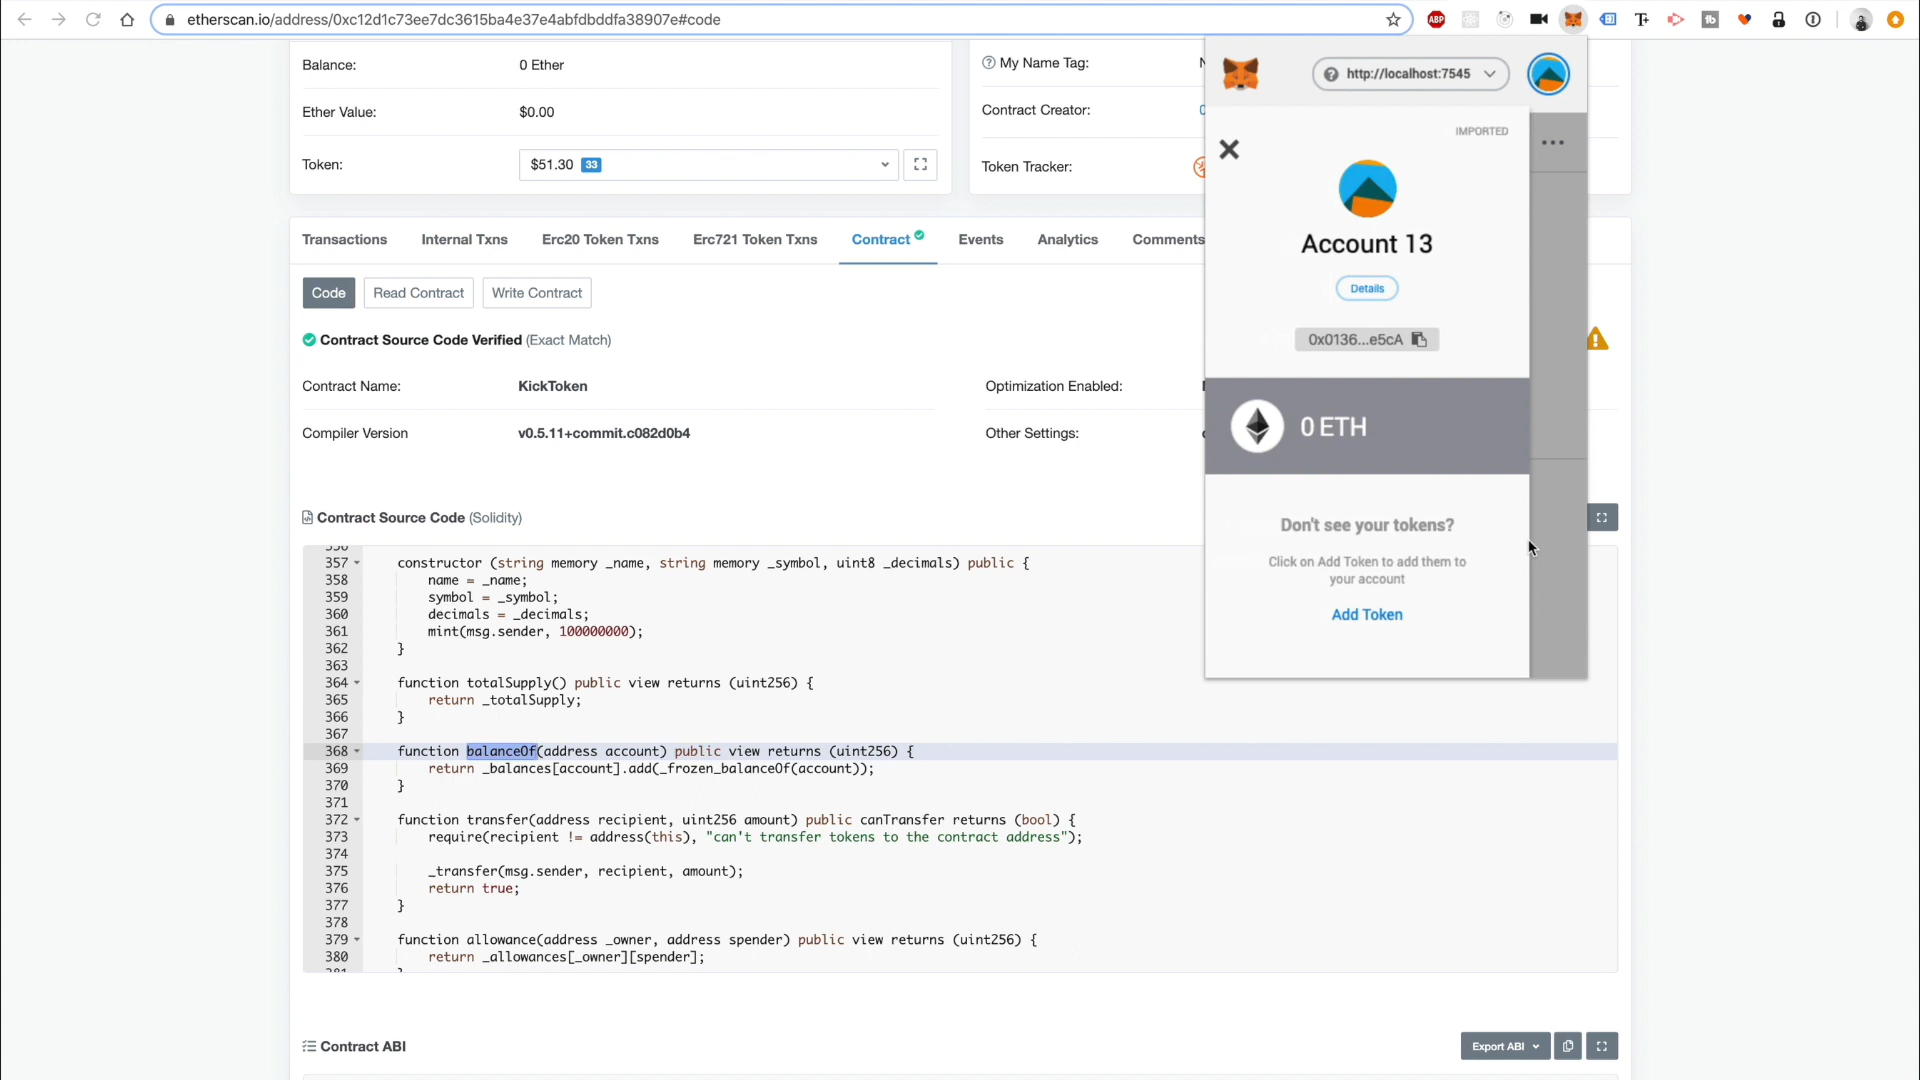 etherscan.io/address/0xc12d1c73ee7dc3615ba4e37e4abfdbddfa38907e#code
ABP
Balance:
0 Ether
My Name Tag:
http://localhost:7545
Ether Value:
$0.00
Contract Creator:
IMPORTED
Token:
$51.30 33
Token Tracker:
Account 13
Details
0x0136...e5cA
0 ETH
Don't see your tokens?
Click on Add Token to add them to
your account
Add Token
Transactions
Internal Txns
Erc20 Token Txns
Erc721 Token Txns
Contract
Events
Analytics
Comments
Code
Read Contract
Write Contract
Contract Source Code Verified (Exact Match)
Contract Name:
KickToken
Optimization Enabled:
Compiler Version
v0.5.11+commit.c082d0b4
Other Settings:
Contract Source Code (Solidity)
357 constructor (string memory _name, string memory _symbol, uint8 _decimals) public {
358 name = _name;
359 symbol = _symbol;
360 decimals = _decimals;
361 mint(msg.sender, 100000000);
362 }
363
364 function totalSupply() public view returns (uint256) {
365 return _totalSupply;
366 }
367
368 function balanceOf(address account) public view returns (uint256) {
369 return _balances[account].add(_frozen_balanceOf(account));
370 }
371
372 function transfer(address recipient, uint256 amount) public canTransfer returns (bool) {
373 require(recipient != address(this), "can't transfer tokens to the contract address");
374
375 _transfer(msg.sender, recipient, amount);
376 return true;
377 }
378
379 function allowance(address _owner, address spender) public view returns (uint256) {
380 return _allowances[_owner][spender];
Contract ABI
Export ABI